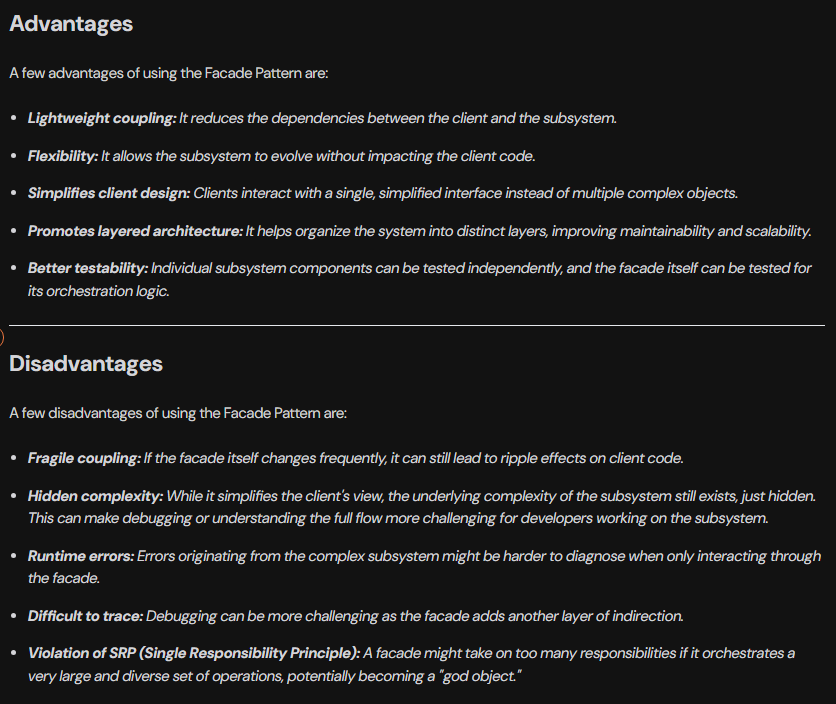 Advantages
A few advantages of using the Facade Pattern are:
Lightweight coupling: It reduces the dependencies between the client and the subsystem.
Flexibility: It allows the subsystem to evolve without impacting the client code.
Simplifies client design: Clients interact with a single, simplified interface instead of multiple complex objects.
Promotes layered architecture: It helps organize the system into distinct layers, improving maintainability and scalability.
Better testability: Individual subsystem components can be tested independently, and the facade itself can be tested for
its orchestration logic.
Disadvantages
A few disadvantages of using the Facade Pattern are:
Fragile coupling: If the facade itself changes frequently, it can still lead to ripple effects on client code.
Hidden complexity: While it simplifies the client's view, the underlying complexity of the subsystem still exists, just hidden.
This can make debugging or understanding the full flow more challenging for developers working on the subsystem.
Runtime errors: Errors originating from the complex subsystem might be harder to diagnose when only interacting through
the facade.
Difficult to trace: Debugging can be more challenging as the facade adds another layer of indirection.
Violation of SRP (Single Responsibility Principle): A facade might take on too many responsibilities if it orchestrates a
very large and diverse set of operations, potentially becoming a "god object."